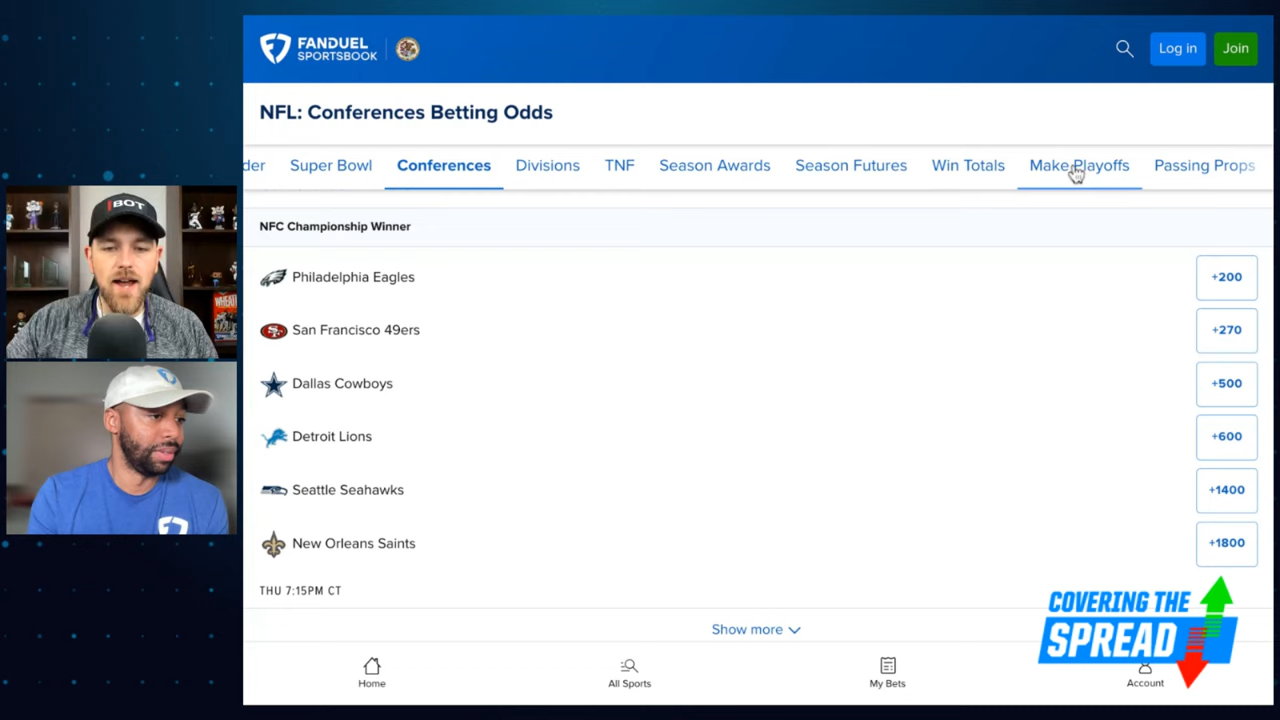 FANDUEL
SPORTSBOOK
Log in
Join
NFL: Conferences Betting Odds
der
Super Bowl
Conferences
Divisions
TNF
Season Awards
Season Futures
Win Totals
Make Playoffs
Passing Props
NFC Championship Winner
Philadelphia Eagles
+200
San Francisco 49ers
+270
Dallas Cowboys
+500
Detroit Lions
+600
Seattle Seahawks
+1400
New Orleans Saints
+1800
THU 7:15PM CT
Show more
Home
All Sports
My Bets
Account
COVERING THE
SPREAD
BOT